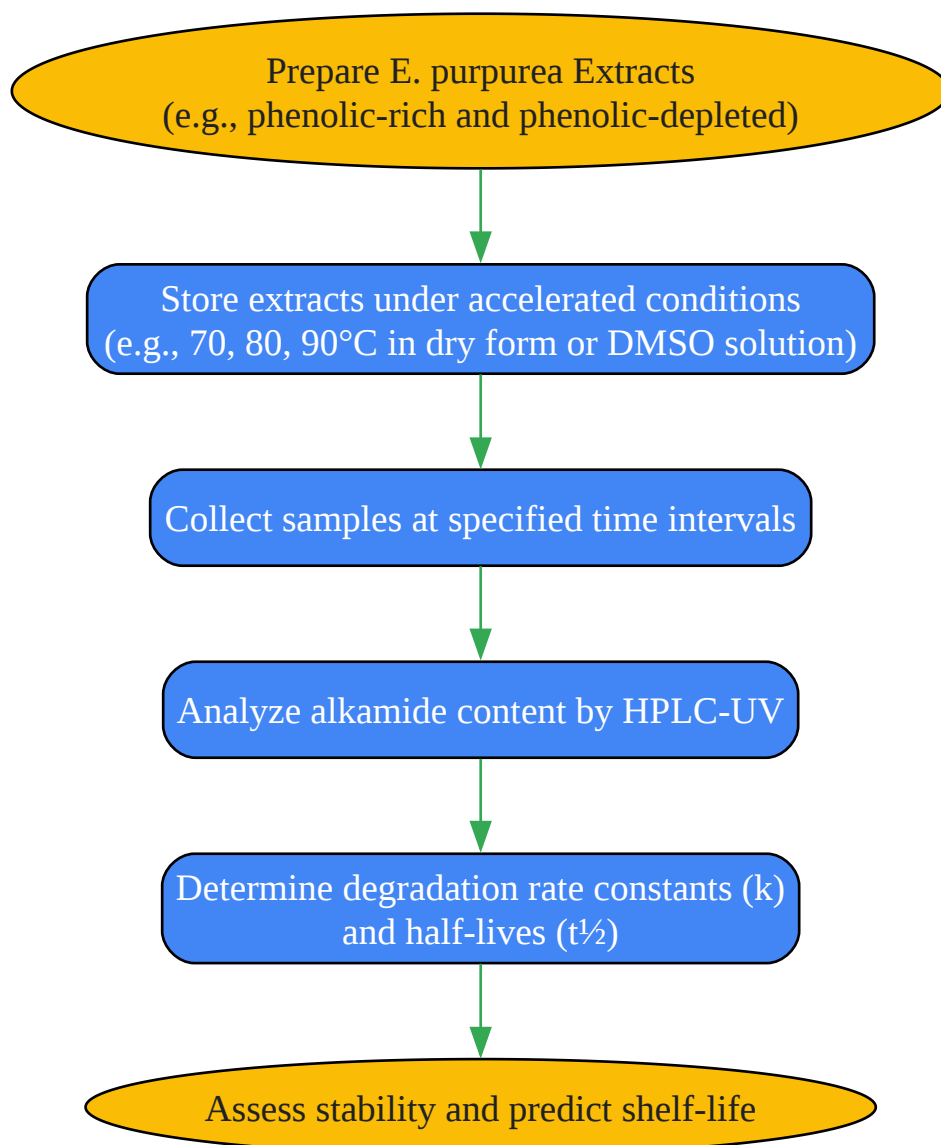 Prepare E. purpurea Extracts
(e.g., phenolic-rich and phenolic-depleted)
Store extracts under accelerated conditions
(e.g., 70, 80, 90°C in dry form or DMSO solution)
Collect samples at specified time intervals
Analyze alkamide content by HPLC-UV
Determine degradation rate constants (k)
and half-lives (t½)
Assess stability and predict shelf-life